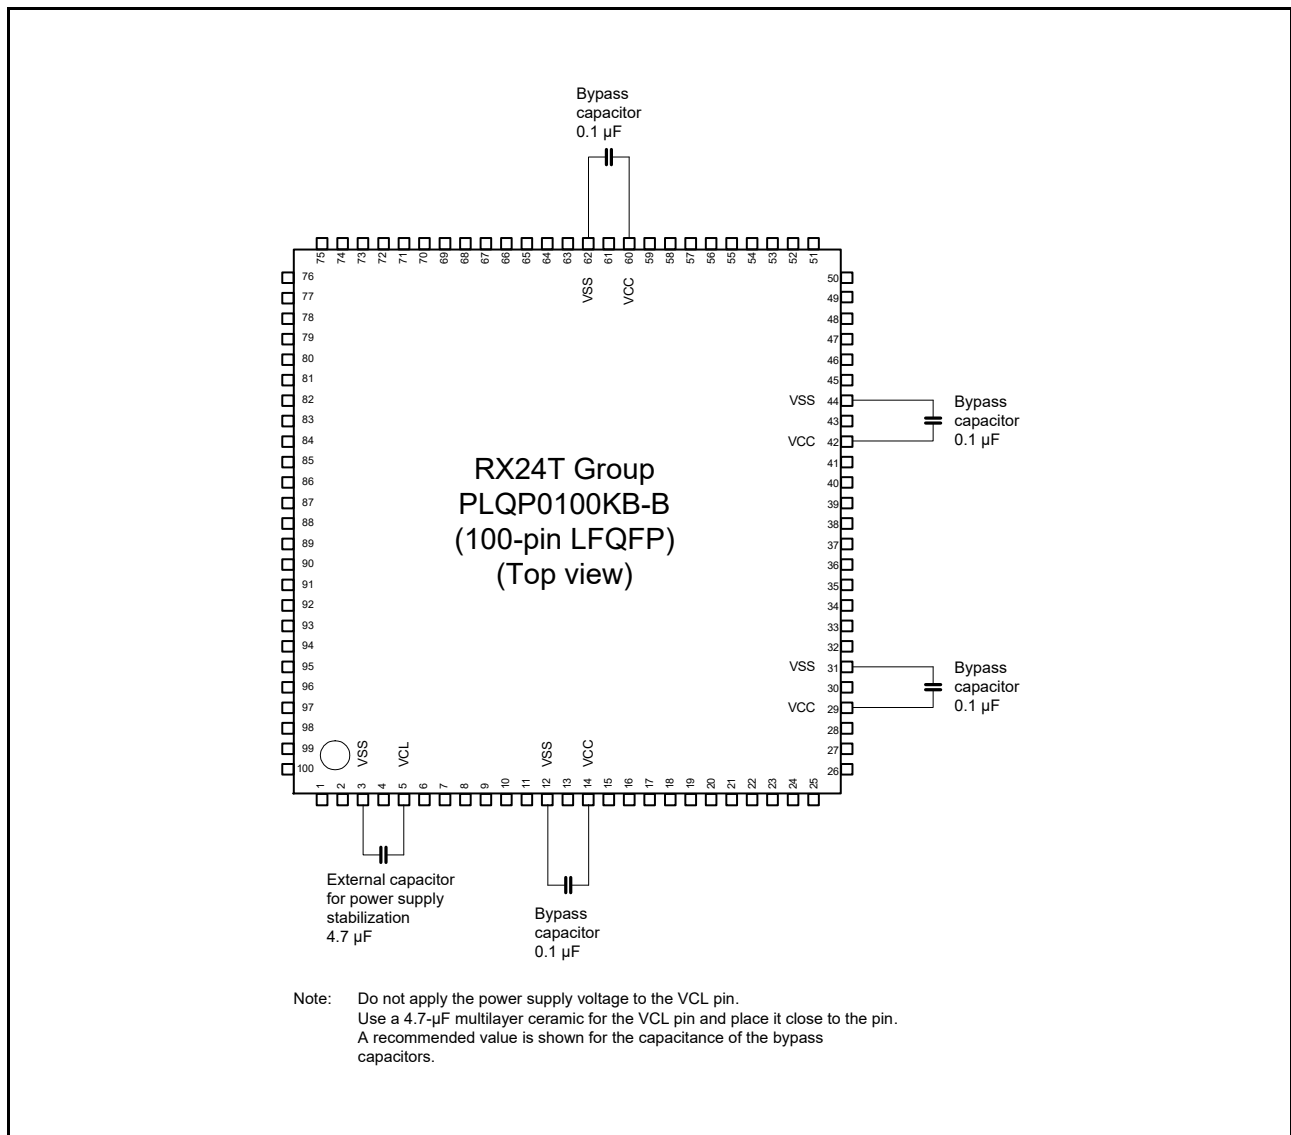 Bypass
capacitor
0.1 µF
75 74 73 72 71 70 69 68 67 66 65 64 63 62 61 60 59 58 57 56 55 54 53 52 51
VSS VCC
76
77
78
79
80
81
82
83
84
85
86
87
88
89
90
91
92
93
94
95
96
97
98
99
100
50
49
48
47
46
45
VSS 44
43
VCC 42
41
40
39
38
37
36
35
34
33
32
VSS 31
30
VCC 29
28
27
26
Bypass
capacitor
0.1 µF
RX24T Group
PLQP0100KB-B
(100-pin LFQFP)
(Top view)
Bypass
capacitor
0.1 µF
VSS VCL VSS VCC
1 2 3 4 5 6 7 8 9 10 11 12 13 14 15 16 17 18 19 20 21 22 23 24 25
External capacitor
for power supply
stabilization
4.7 µF
Bypass
capacitor
0.1 µF
Note: Do not apply the power supply voltage to the VCL pin.
Use a 4.7-µF multilayer ceramic for the VCL pin and place it close to the pin.
A recommended value is shown for the capacitance of the bypass
capacitors.